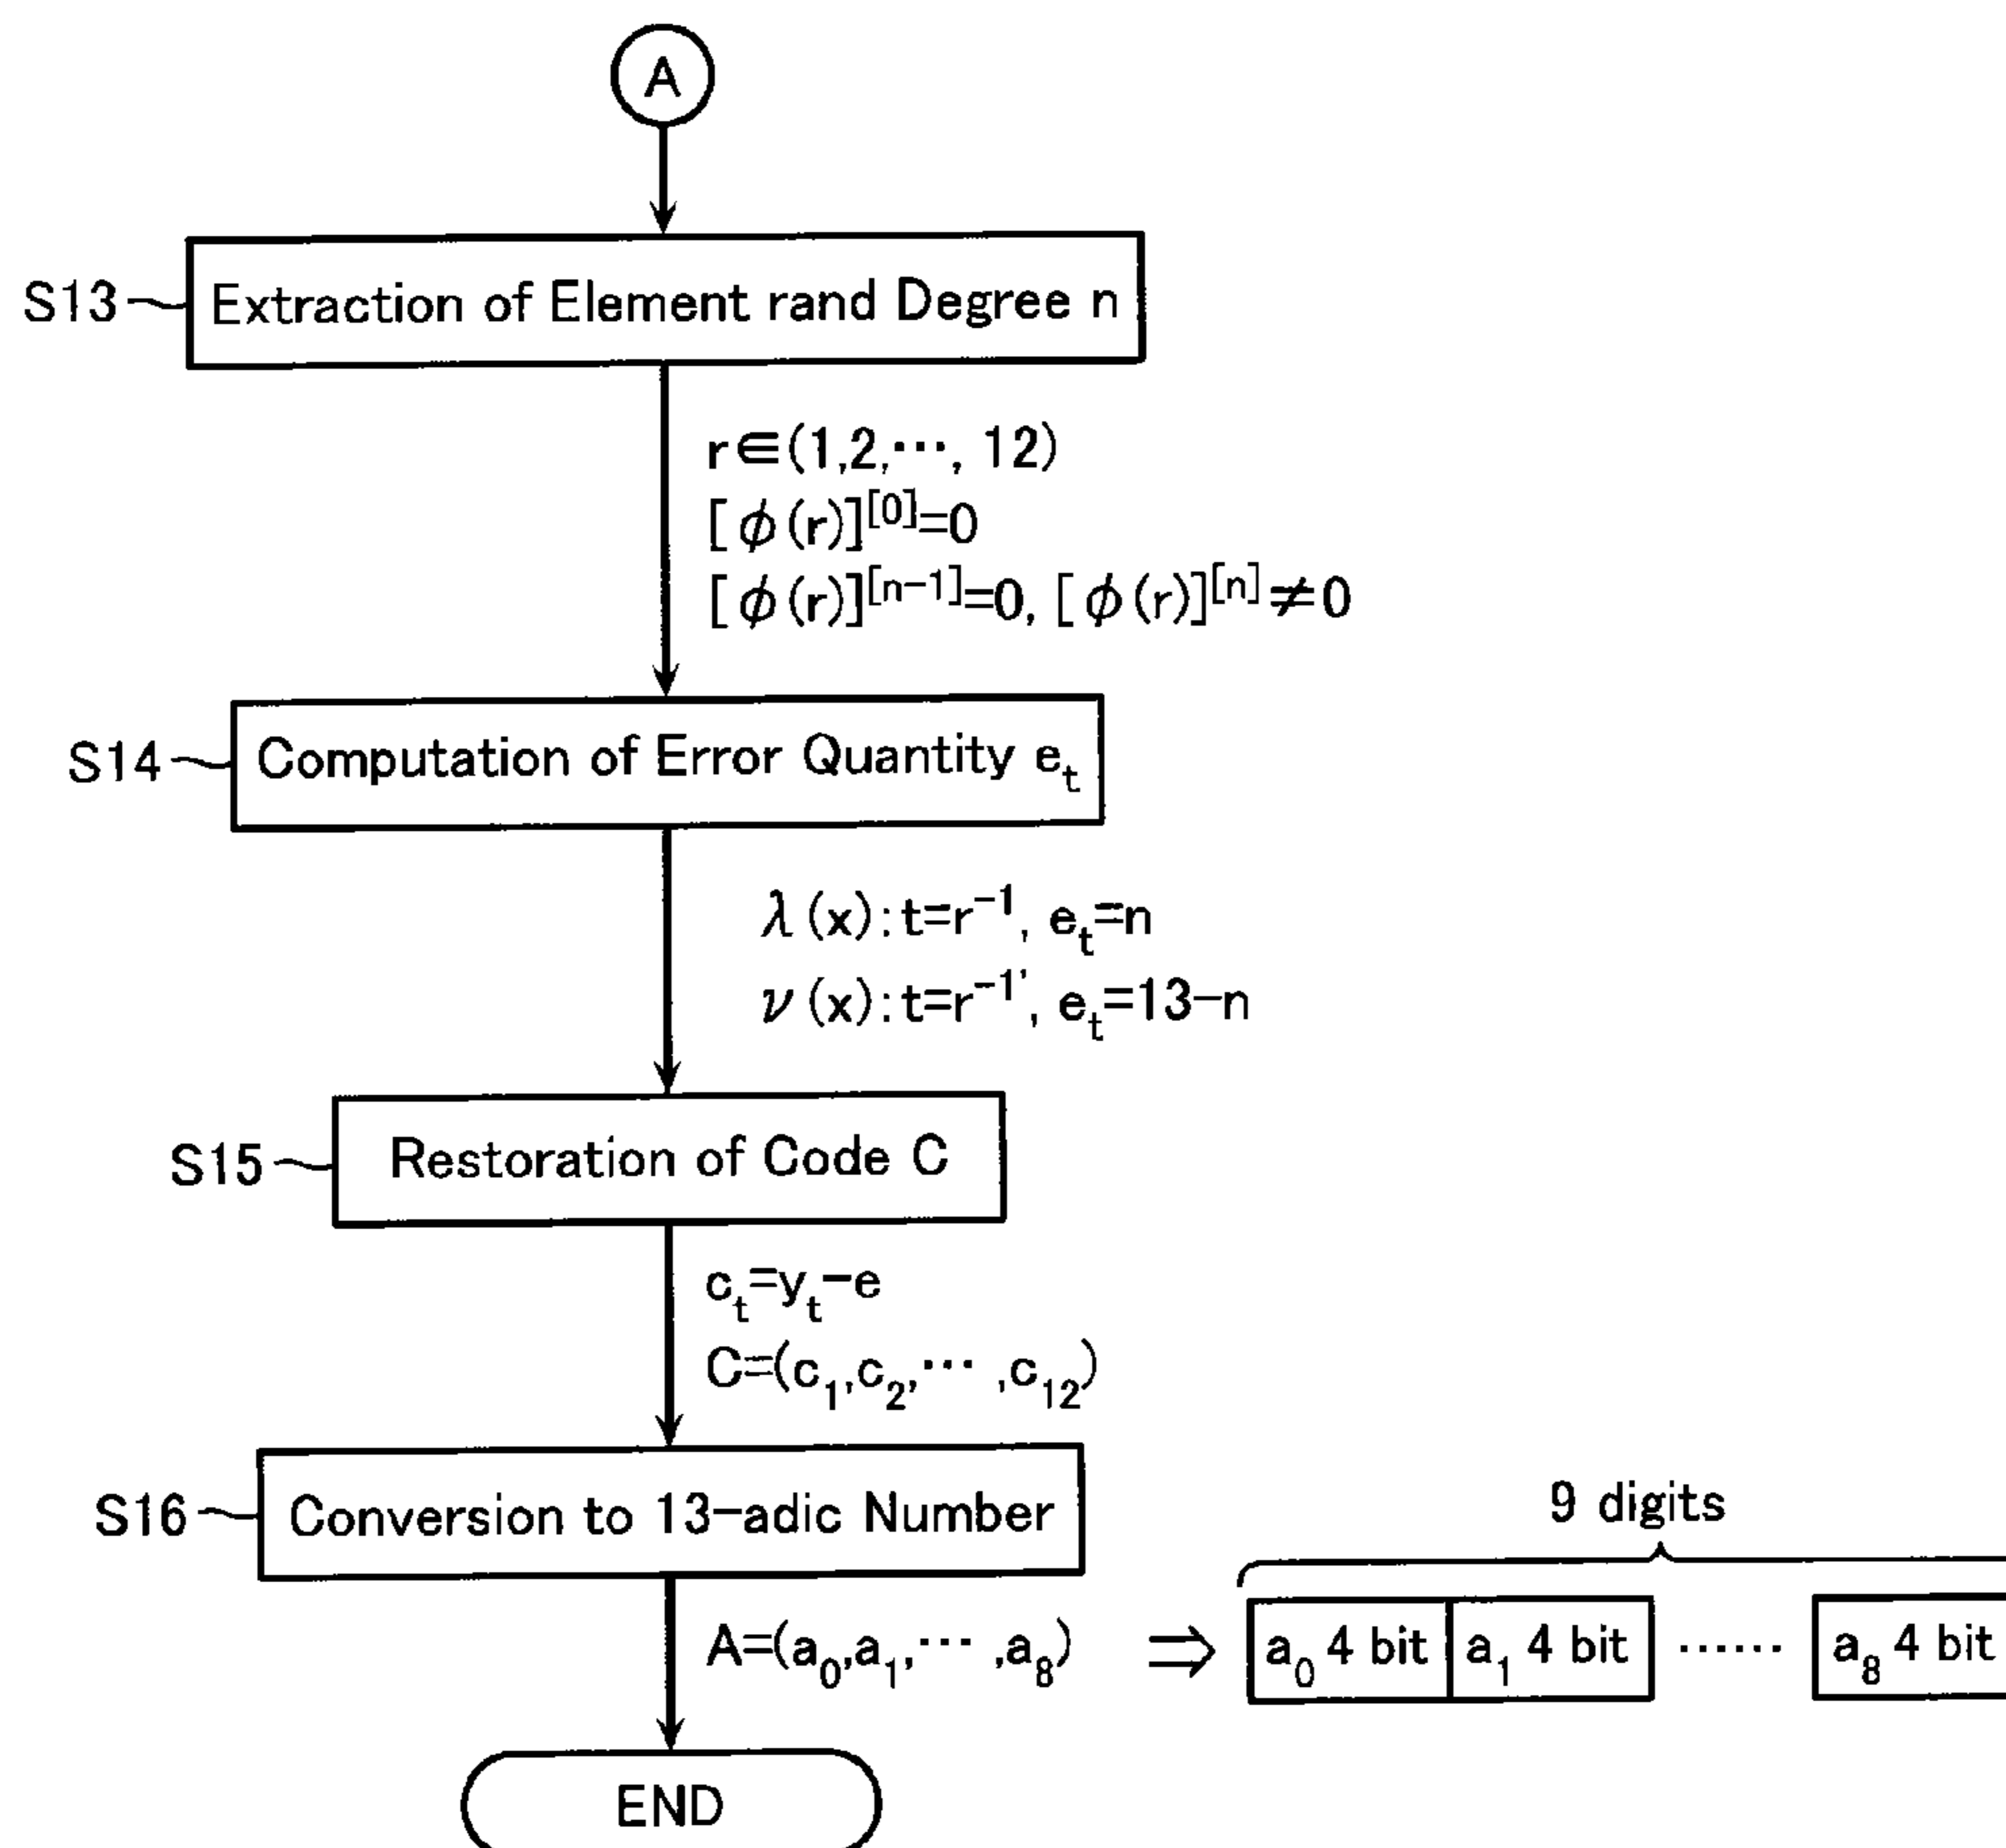 A
S13 Extraction of Element rand Degree n
r∈(1,2,⋯, 12)
[ϕ(r)]^[0]=0
[ϕ(r)]^[n−1]=0, [ϕ(r)]^[n]≠0
S14 Computation of Error Quantity e_t
λ(x):t=r^−1, e_t=n
ν(x):t=r^−1', e_t=13−n
S15 Restoration of Code C
c_t=y_t−e
C=(c_1,c_2,⋯ ,c_12)
S16 Conversion to 13-adic Number
9 digits
A=(a_0,a_1,⋯ ,a_8) ⇒ a_0 4 bit a_1 4 bit ⋯⋯ a_8 4 bit
END